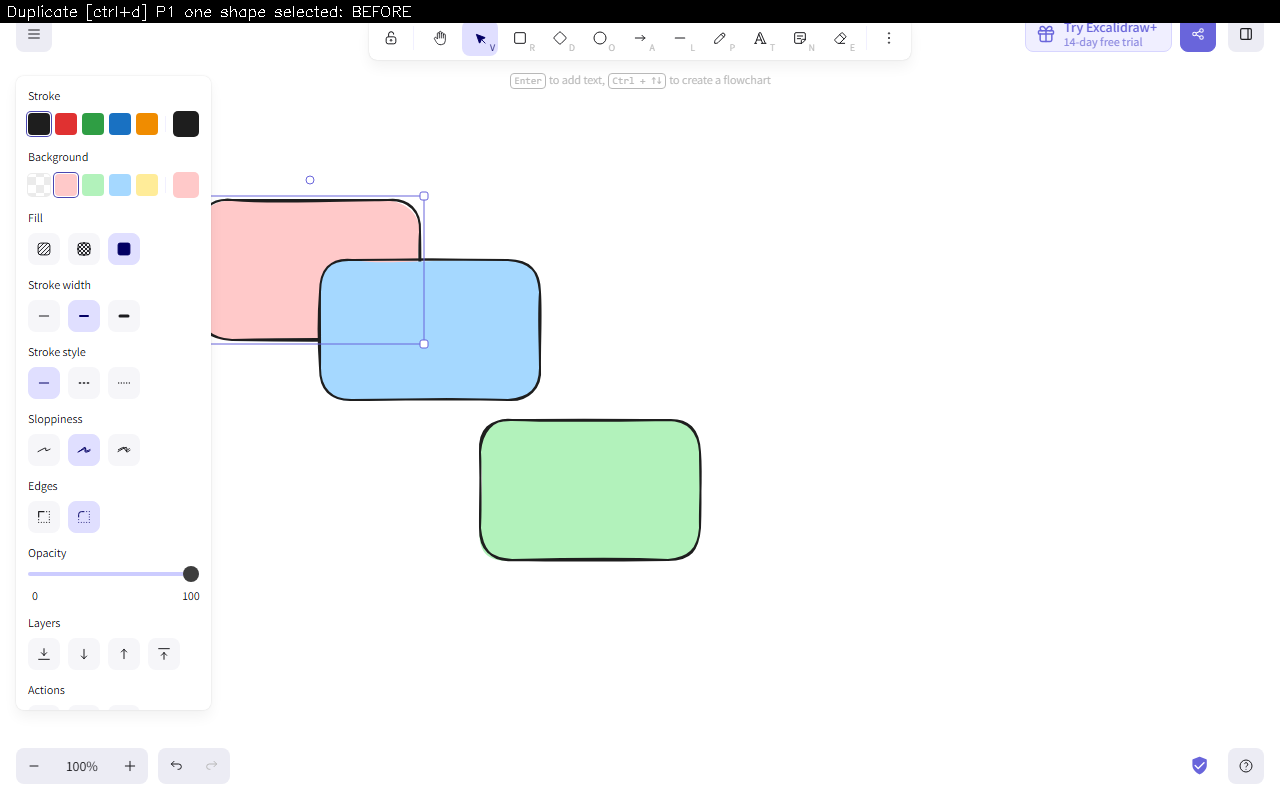 Duplicate [ctrl+d] P1 one shape selected: BEFORE
V
R
D
O
A
L
P
T
N
E
Try Excalidraw+
14-day free trial
Enter to add text, Ctrl + ↑↓ to create a flowchart
Stroke
Background
Fill
Stroke width
Stroke style
Sloppiness
Edges
Opacity
0 100
Layers
Actions
100%